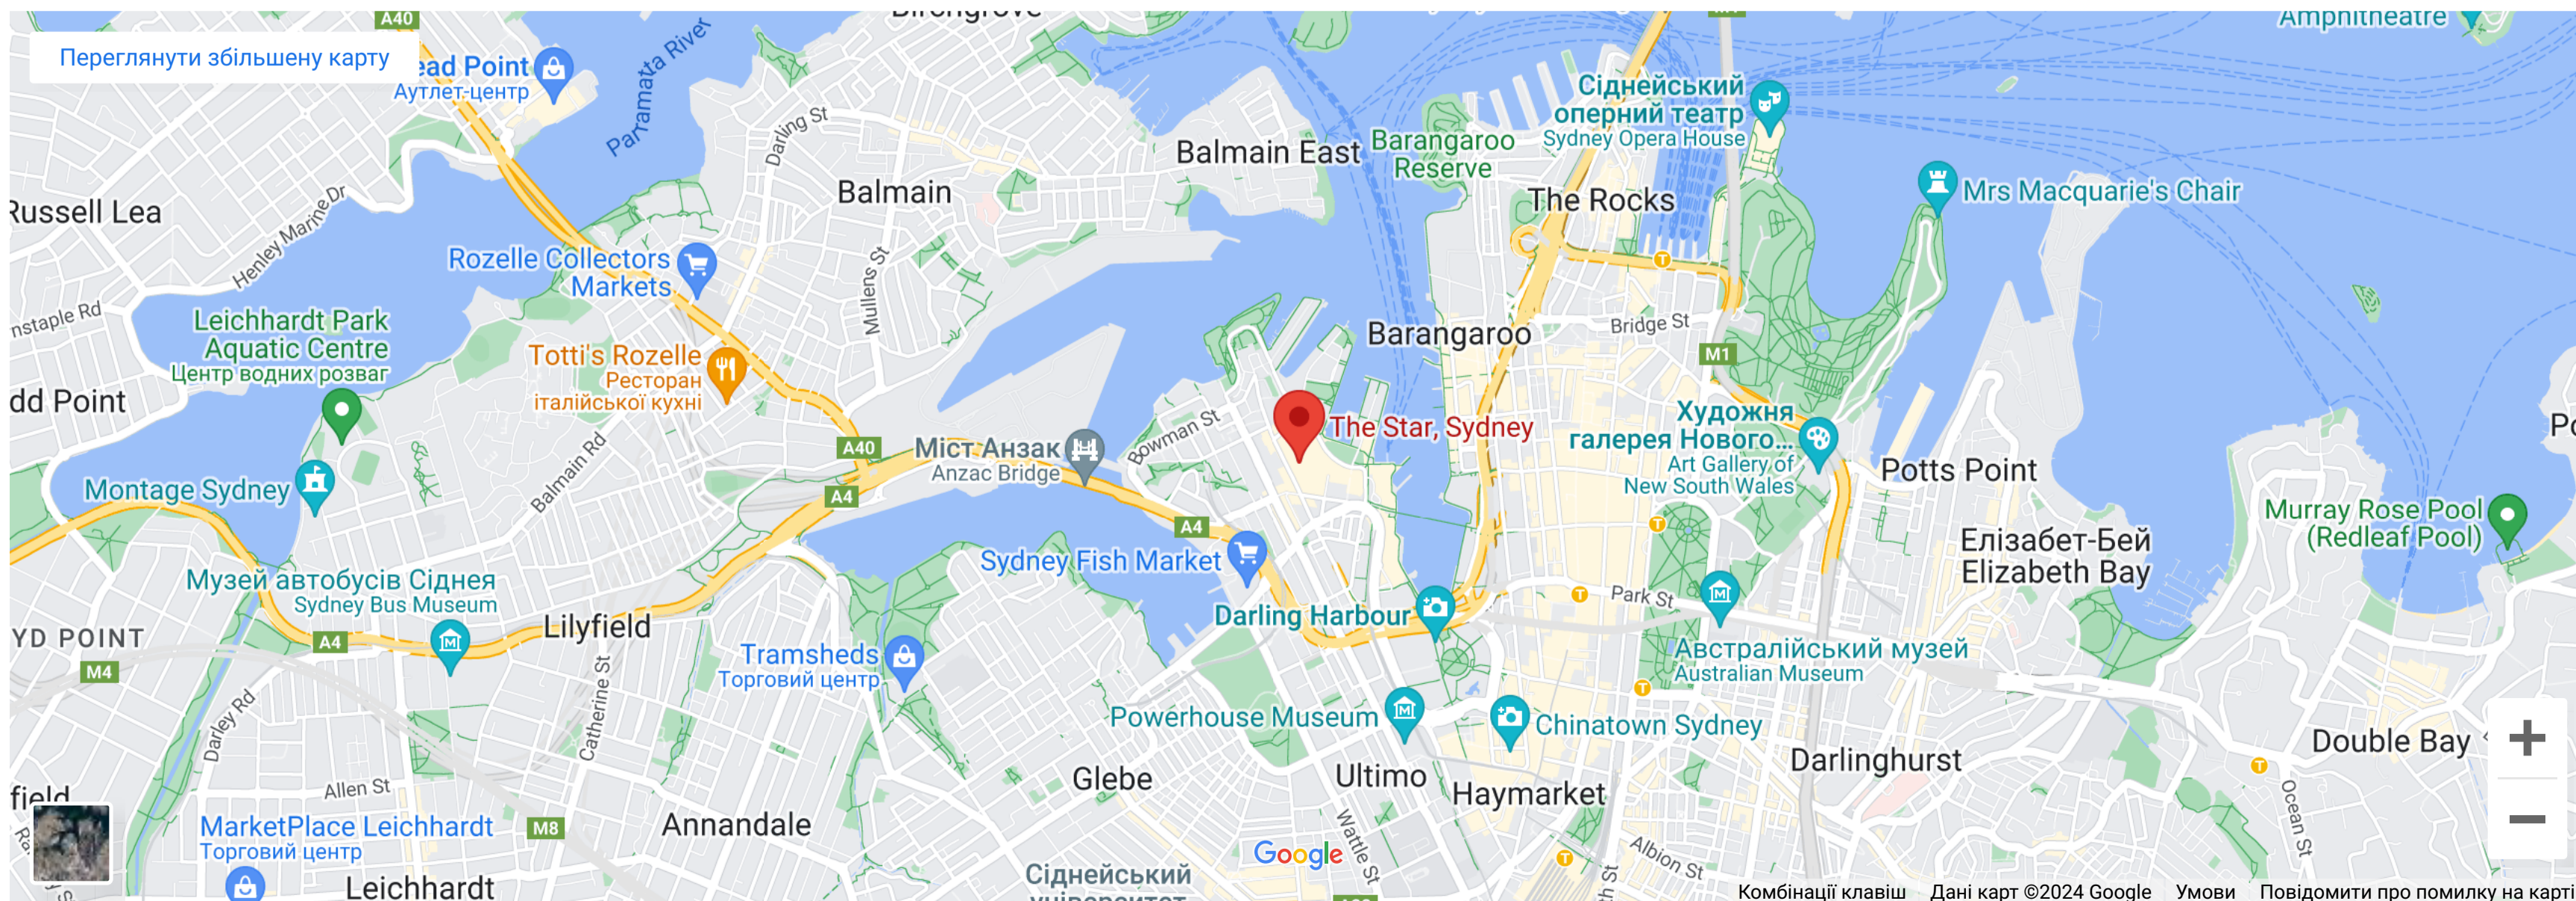 A40
Birchgrove
M1
Amphitheatre
Переглянути збільшену карту
ead Point
Аутлет-центр
Parramatta River
Darling St
Сіднейський
оперний театр
Sydney Opera House
Balmain East
Barangaroo
Reserve
Balmain
The Rocks
Mrs Macquarie's Chair
Russell Lea
Henley Marine Dr
Rozelle Collectors
Markets
Mullens St
nstaple Rd
Leichhardt Park
Aquatic Centre
Центр водних розваг
Totti's Rozelle
Ресторан
італійської кухні
Barangaroo
Bridge St
M1
dd Point
Bowman St
The Star, Sydney
Художня
галерея Нового...
Art Gallery of
New South Wales
A40
Міст Анзак
Anzac Bridge
Potts Point
Po
Montage Sydney
Balmain Rd
A4
A4
Murray Rose Pool
(Redleaf Pool)
Sydney Fish Market
Елізабет-Бей
Elizabeth Bay
Музей автобусів Сіднея
Sydney Bus Museum
T
T
T
Park St
Darling Harbour
YD POINT
A4
Lilyfield
M4
Tramsheds
Торговий центр
Австралійський музей
Australian Museum
T
Darley Rd
Catherine St
Powerhouse Museum
Chinatown Sydney
Double Bay
Darlinghurst
T
Allen St
Glebe
Ultimo
Haymarket
field
Ocean St
MarketPlace Leichhardt
Торговий центр
M8
Annandale
Wattle St
Google
T
Albion St
Leichhardt
Сіднейський
університет
Комбінації клавіш
Дані карт ©2024 Google
Умови
Повідомити про помилку на карті